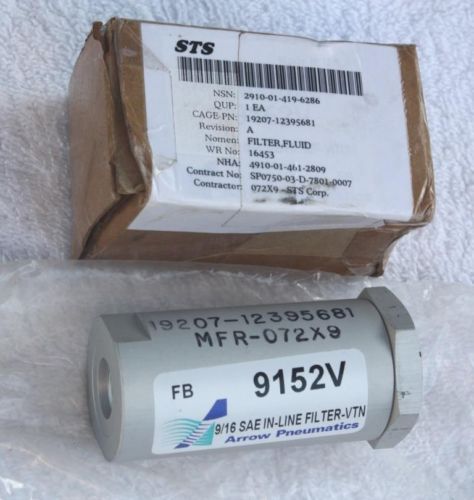 STS
NSN: 2910-01-419-6286
QUP: 1 EA
CAGE-PN: 19207-12395681
Revision: A
Nomen: FILTER,FLUID
WR No: 16453
NHA: 4910-01-461-2809
Contract No: SP0750-03-D-7801-0007
Contractor: 072X9 -STS Corp.
19207-12395681
MFR-072X9
FB 9152V
9/16 SAE IN-LINE FILTER-VTN
Arrow Pneumatics